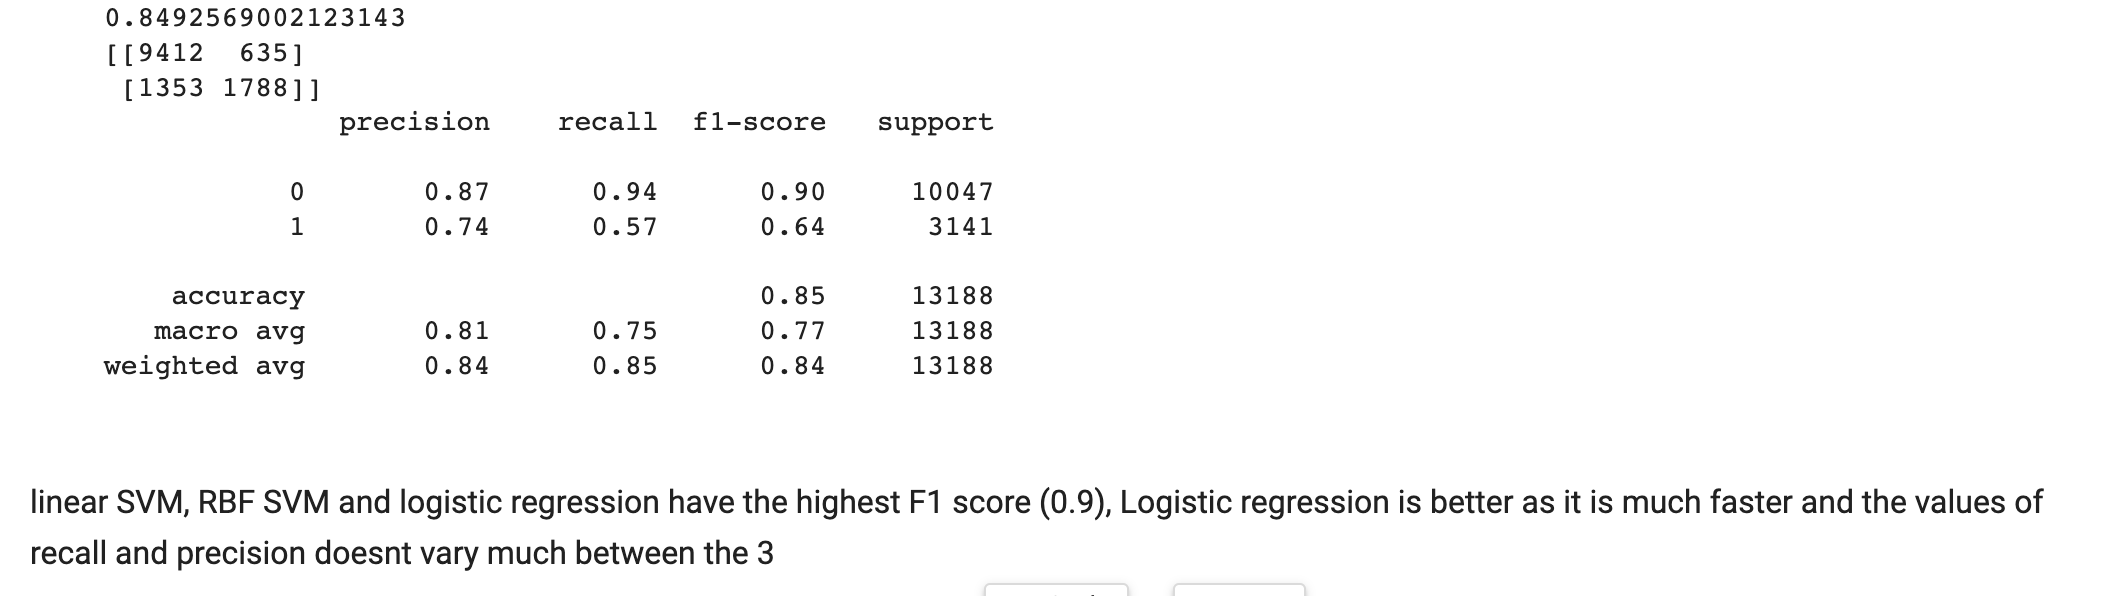 0.8492569002123143
[[9412  635]
 [1353 1788]]
precision recall f1-score support
0 0.87 0.94 0.90 10047
1 0.74 0.57 0.64 3141
accuracy 0.85 13188
macro avg 0.81 0.75 0.77 13188
weighted avg 0.84 0.85 0.84 13188
linear SVM, RBF SVM and logistic regression have the highest F1 score (0.9), Logistic regression is better as it is much faster and the values of
recall and precision doesnt vary much between the 3